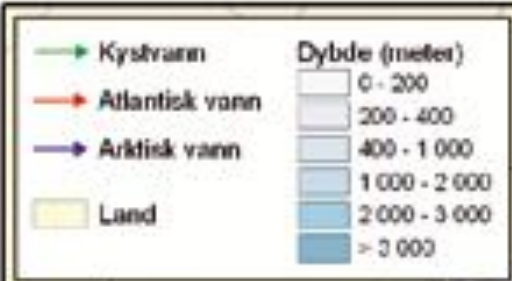 Kystvann
Atlantisk vann
Arktisk vann
Land
Dybde (meter)
0 - 200
200 - 400
400 - 1 000
1 000 - 2 000
2 000 - 3 000
> 3 000